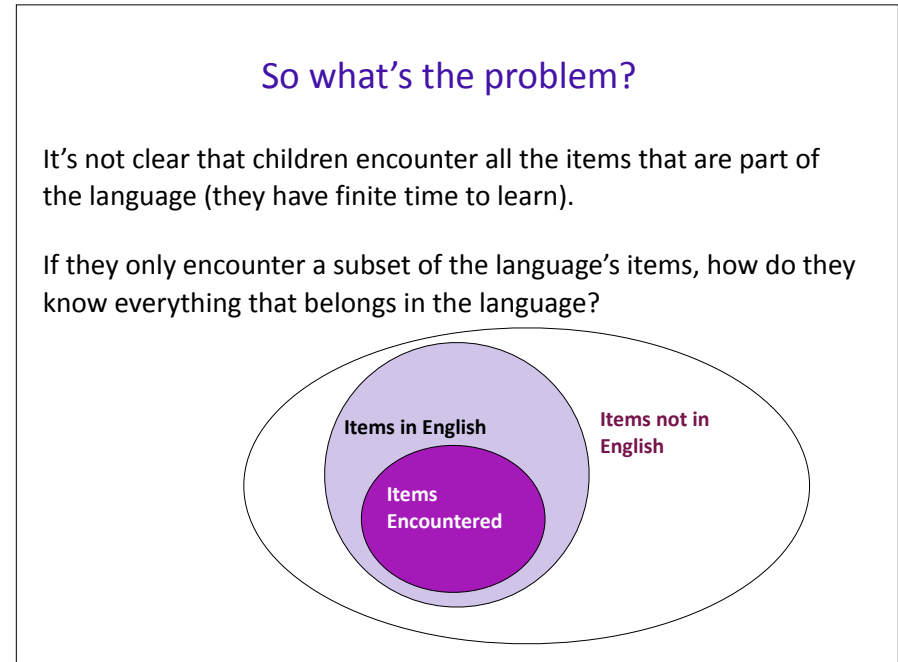 So what’s the problem?
It’s not clear that children encounter all the items that are part of
the language (they have finite time to learn).
If they only encounter a subset of the language’s items, how do they
know everything that belongs in the language?
Items in English
Items not in
English
Items
Encountered